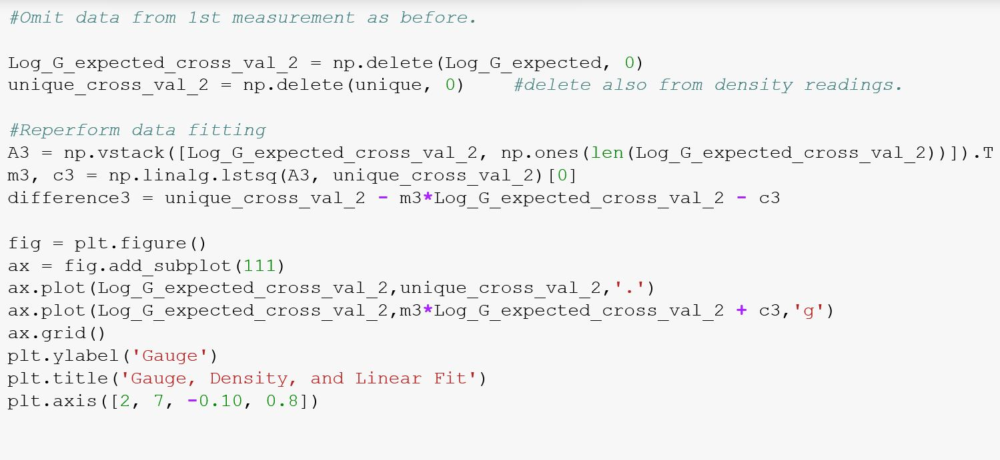 #Omit data from 1st measurement as before.
Log_G_expected_cross_val_2 = np.delete(Log_G_expected, 0)
unique_cross_val_2 = np.delete(unique, 0)    #delete also from density readings.
#Reperform data fitting
A3 = np.vstack([Log_G_expected_cross_val_2, np.ones(len(Log_G_expected_cross_val_2))]).T
m3, c3 = np.linalg.lstsq(A3, unique_cross_val_2)[0]
difference3 = unique_cross_val_2 - m3*Log_G_expected_cross_val_2 - c3
fig = plt.figure()
ax = fig.add_subplot(111)
ax.plot(Log_G_expected_cross_val_2,unique_cross_val_2,'.')
ax.plot(Log_G_expected_cross_val_2,m3*Log_G_expected_cross_val_2 + c3,'g')
ax.grid()
plt.ylabel('Gauge')
plt.title('Gauge, Density, and Linear Fit')
plt.axis([2, 7, -0.10, 0.8])